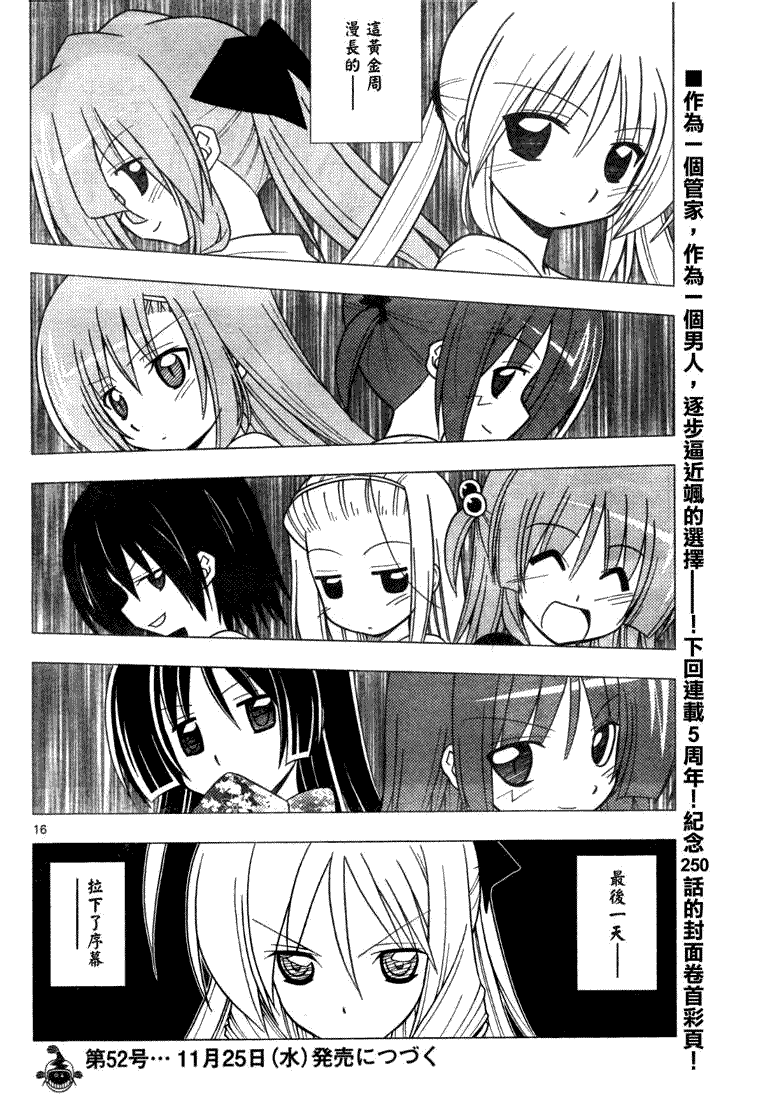 這黃金周
漫長的——
最後一天——
拉下了序幕
——
16
■作為一個管家，作為一個男人，逐步逼近颯的選擇——！下回連載5周年！紀念250話的封面卷首彩頁！
第52号… 11月25日(水)発売につづく